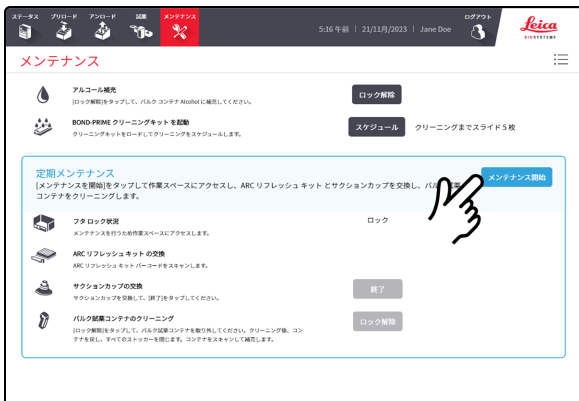 ステータス プリロード アンロード 試薬 メンテナンス
5:16 午前 | 21/11月/2023 | Jane Doe
ログアウト
Leica
BIOSYSTEMS
メンテナンス
アルコール補充
[ロック解除]をタップして、バルク コンテナ Alcohol に補充してください。
ロック解除
BOND-PRIME クリーニングキット を起動
クリーニングキットをロードしてクリーニングをスケジュールします。
スケジュール
クリーニングまでスライド 5 枚
定期メンテナンス
[メンテナンスを開始]をタップして作業スペースにアクセスし、ARC リフレッシュ キット とサクションカップを交換し、バルク試薬
コンテナをクリーニングします。
メンテナンス開始
フタ ロック状況
メンテナンスを行うため作業スペースにアクセスします。
ロック
ARC リフレッシュ キット の交換
ARC リフレッシュ キット バーコードをスキャンします。
サクションカップの交換
サクションカップを交換して、[終了]をタップしてください。
終了
バルク試薬コンテナのクリーニング
[ロック解除]をタップして、バルク試薬コンテナを取り外してください。クリーニング後、コン
テナを戻し、すべてのストッカーを閉じます。コンテナをスキャンして補充します。
ロック解除